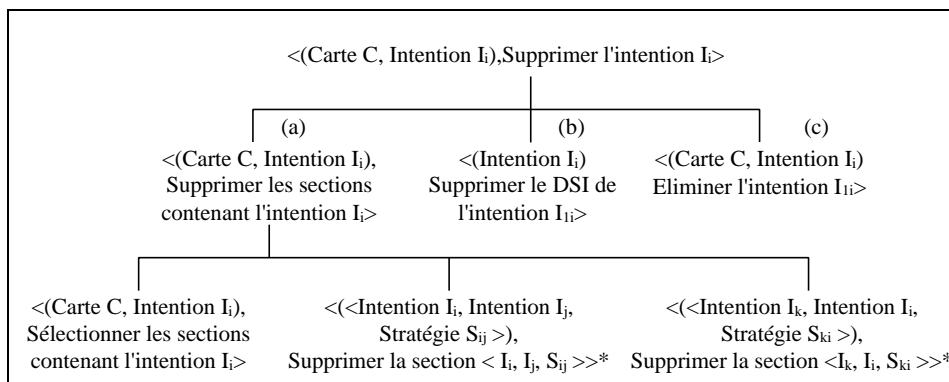 <(Carte C, Intention Ii),Supprimer l'intention Ii>
(a)
(b)
(c)
<(Carte C, Intention Ii),
Supprimer les sections
contenant l'intention Ii>
<(Intention Ii)
Supprimer le DSI de
l'intention I1i>
<(Carte C, Intention Ii)
Eliminer l'intention I1i>
<(Carte C, Intention Ii),
Sélectionner les sections
contenant l'intention Ii>
<(<Intention Ii, Intention Ij,
Stratégie Sij >),
Supprimer la section < Ii, Ij, Sij >>*
<(<Intention Ik, Intention Ii,
Stratégie Ski >),
Supprimer la section <Ik, Ii, Ski >>*